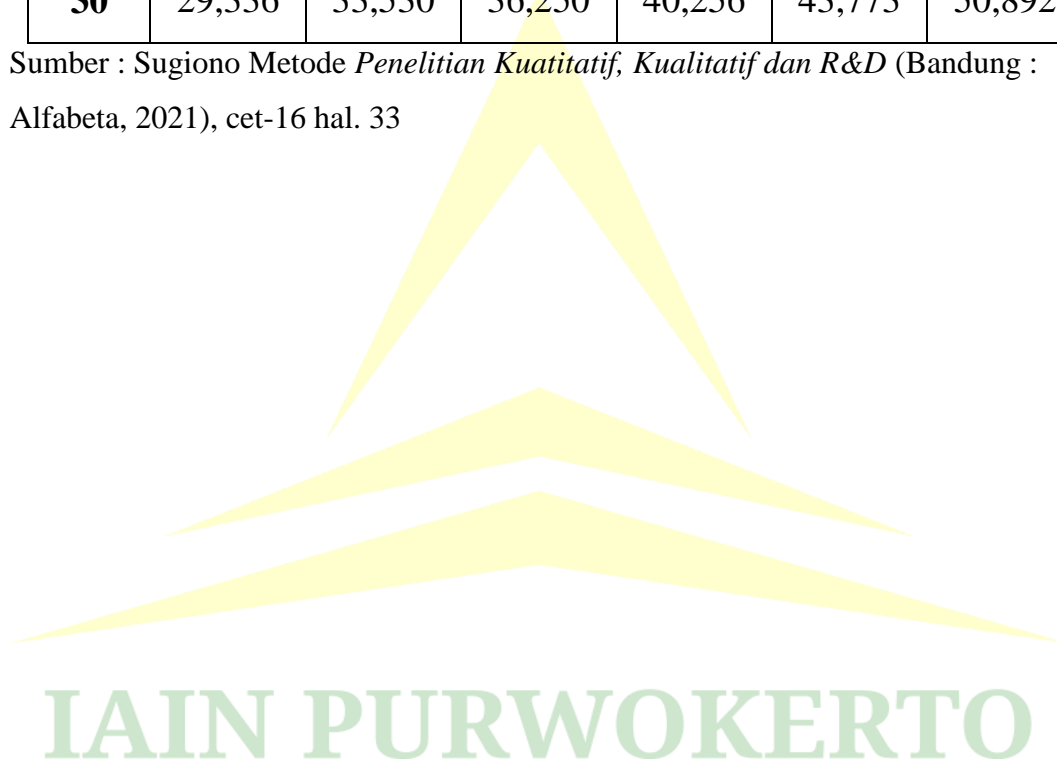 30 29,336 33,530 36,250 40,256 43,773 50,892
Sumber : Sugiono Metode Penelitian Kuatitatif, Kualitatif dan R&D (Bandung :
Alfabeta, 2021), cet-16 hal. 33
IAIN PURWOKERTO